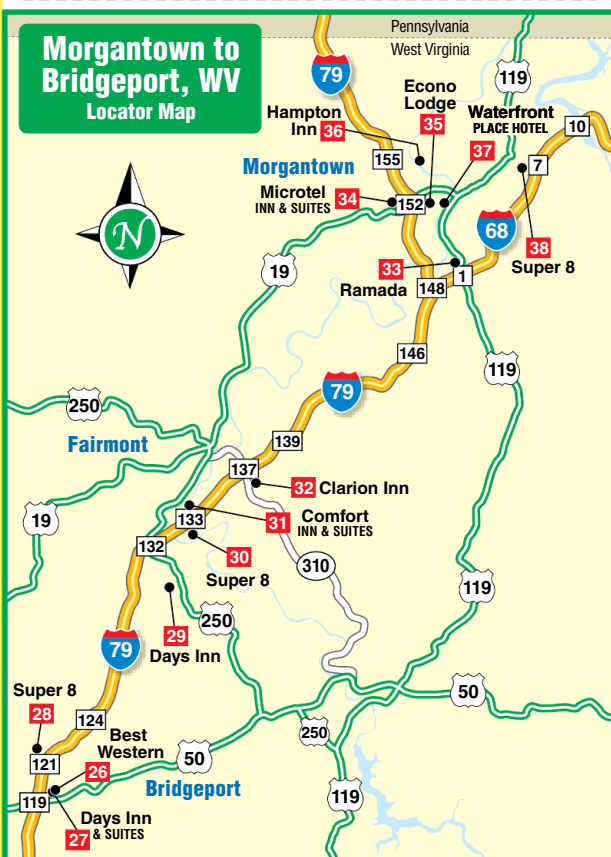 Pennsylvania
West Virginia
Morgantown to
Bridgeport, WV
Locator Map
79
119
Econo
Lodge
35
Hampton
Inn 36
Waterfront
PLACE HOTEL
37
10
155
7
Morgantown
Microtel
INN & SUITES
34
152
N
68
38
Super 8
33
Ramada
1
19
148
146
119
79
250
139
Fairmont
137
32 Clarion Inn
19
133
31 Comfort
INN & SUITES
132
30
Super 8
310
119
29
Days Inn
250
79
50
Super 8
28
124
Best
Western
26
250
121
50
Bridgeport
119
119
Days Inn
27 & SUITES